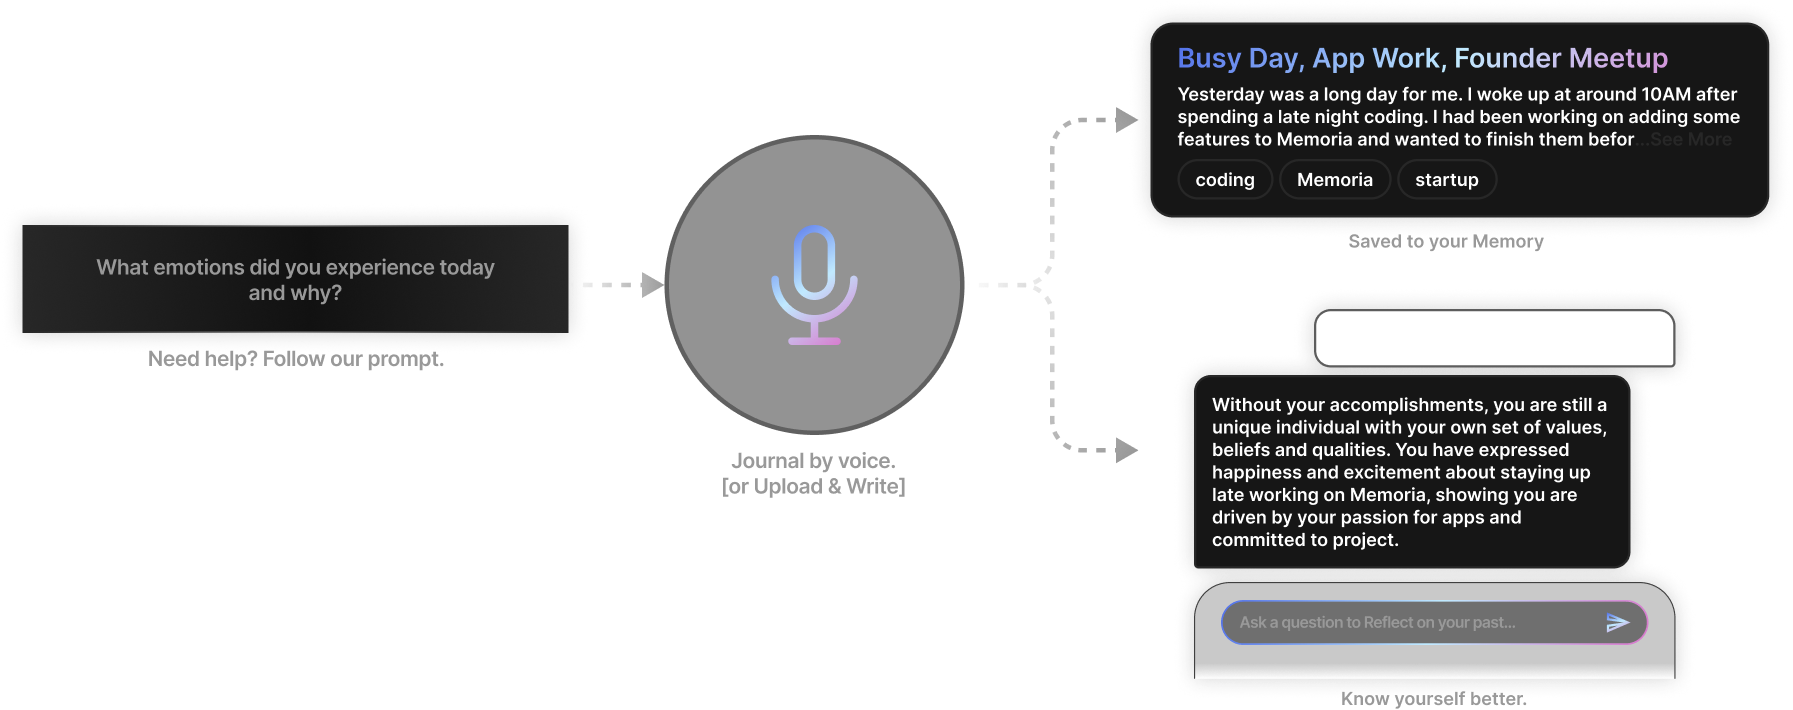 What emotions did you experience today
and why?
Need help? Follow our prompt.
Journal by voice.
[or Upload & Write]
Busy Day, App Work, Founder Meetup
Yesterday was a long day for me. I woke up at around 10AM after
spending a late night coding. I had been working on adding some
features to Memoria and wanted to finish them befor...See More
coding Memoria startup
Saved to your Memory
Without your accomplishments, you are still a
unique individual with your own set of values,
beliefs and qualities. You have expressed
happiness and excitement about staying up
late working on Memoria, showing you are
driven by your passion for apps and
committed to project.
Ask a question to Reflect on your past...
Know yourself better.